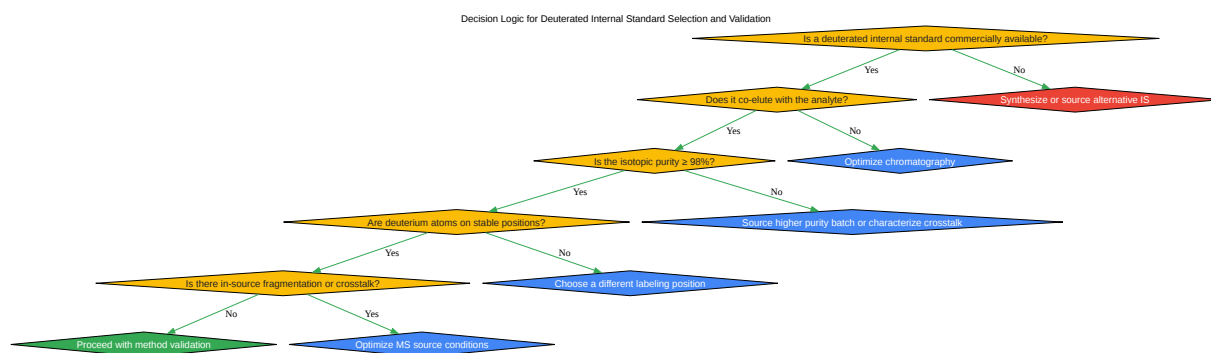 Decision Logic for Deuterated Internal Standard Selection and Validation
Is a deuterated internal standard commercially available?
Yes
No
Does it co-elute with the analyte?
Synthesize or source alternative IS
Yes
No
Is the isotopic purity ≥ 98%?
Optimize chromatography
Yes
No
Are deuterium atoms on stable positions?
Source higher purity batch or characterize crosstalk
Yes
No
Is there in-source fragmentation or crosstalk?
Choose a different labeling position
No
Yes
Proceed with method validation
Optimize MS source conditions